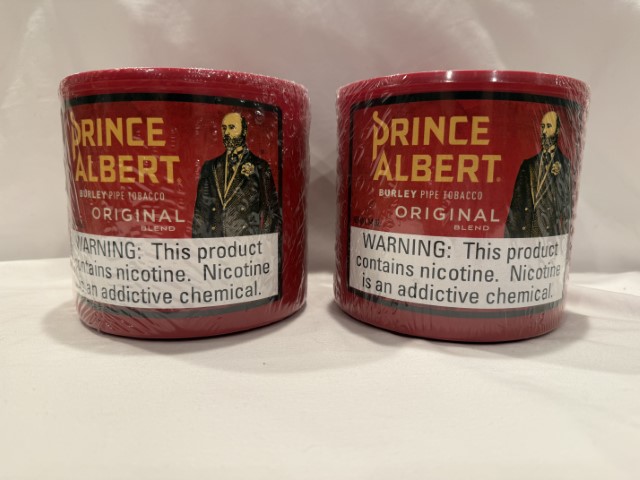 PRINCE
ALBERT®
BURLEY PIPE TOBACCO
ORIGINAL
BLEND
WARNING: This product
contains nicotine. Nicotine
is an addictive chemical.
PRINCE
ALBERT®
BURLEY PIPE TOBACCO
ORIGINAL
BLEND
WARNING: This product
contains nicotine. Nicotine
is an addictive chemical.